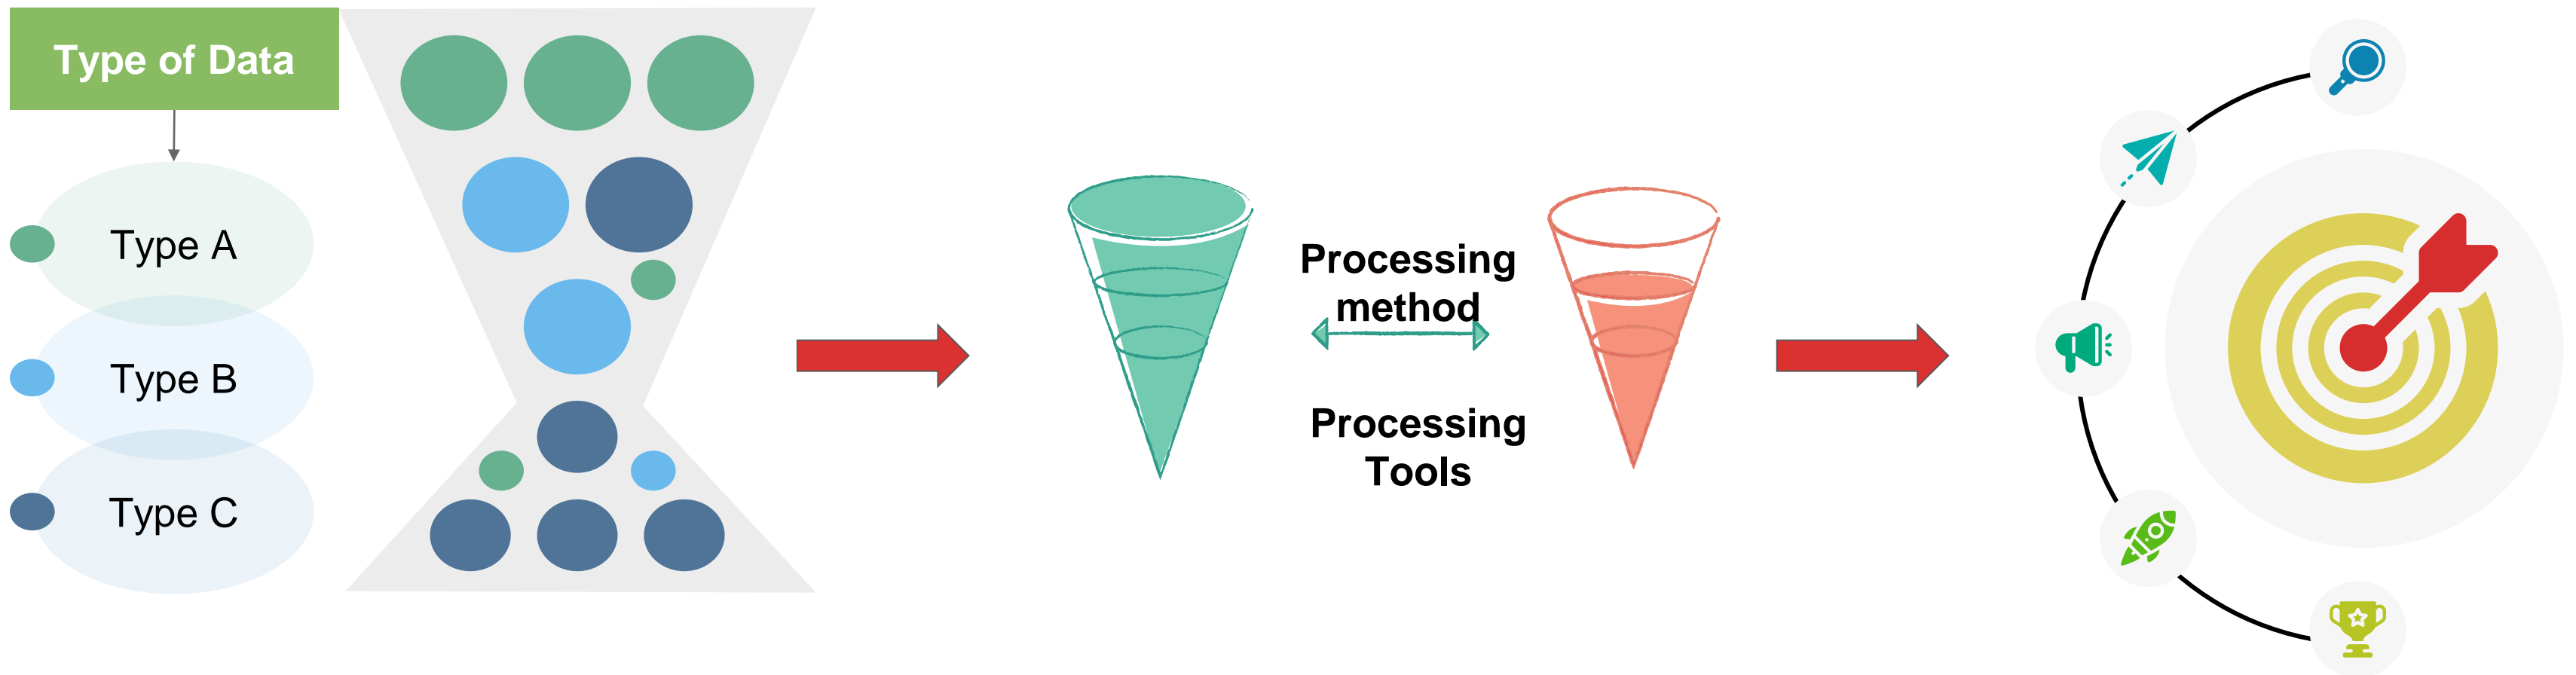 Type of Data
Type A
Type B
Type C
Processing
method
Processing
Tools